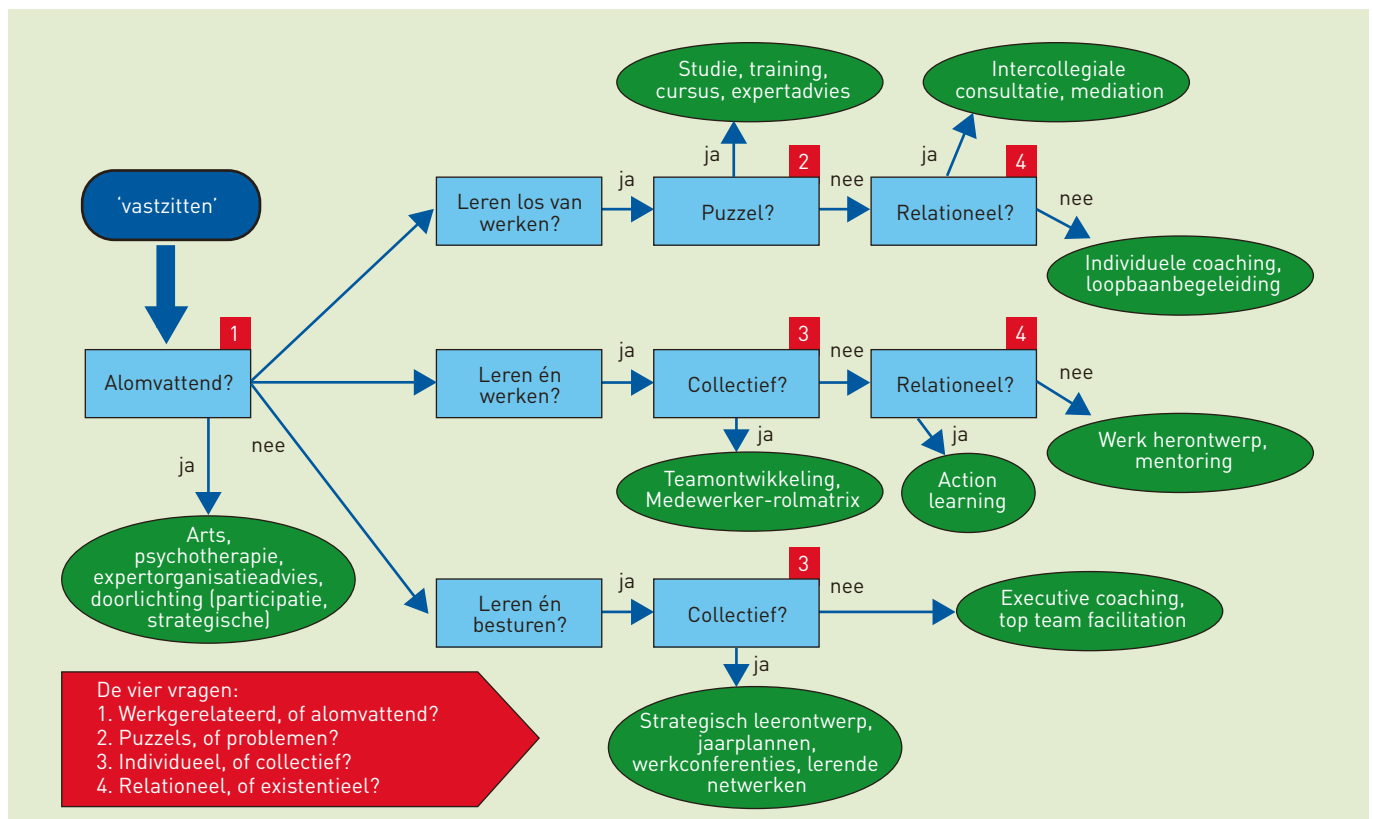 Studie, training,
cursus, expertadvies
Intercollegiale
consultatie, mediation
ja
2
ja
4
'vastzitten'
Leren los van
werken?
ja
Puzzel?
nee
Relationeel?
nee
Individuele coaching,
loopbaanbegeleiding
1
3
4
Alomvattend?
Leren én
werken?
ja
Collectief?
nee
Relationeel?
nee
ja
nee
ja
ja
Werk herontwerp,
mentoring
Teamontwikkeling,
Medewerker-rolmatrix
Action
learning
Arts,
psychotherapie,
expertorganisatieadvies,
doorlichting (participatie,
strategische)
3
Leren én
besturen?
ja
Collectief?
nee
Executive coaching,
top team facilitation
ja
De vier vragen:
1. Werkgerelateerd, of alomvattend?
2. Puzzels, of problemen?
3. Individueel, of collectief?
4. Relationeel, of existentieel?
Strategisch leerontwerp,
jaarplannen,
werkconferenties, lerende
netwerken